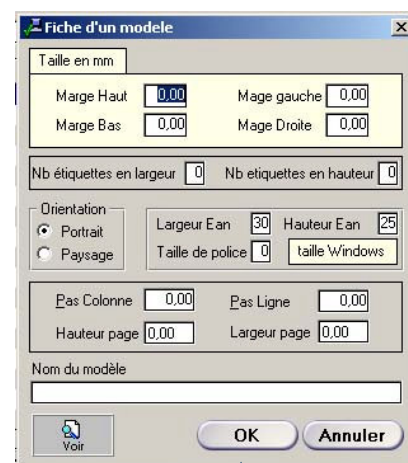 Fiche d'un modele
Taille en mm
Marge Haut 0,00 Mage gauche 0,00
Marge Bas 0,00 Mage Droite 0,00
Nb étiquettes en largeur 0 Nb etiquettes en hauteur 0
Orientation
Portrait
Paysage
Largeur Ean 30 Hauteur Ean 25
Taille de police 0 taille Windows
Pas Colonne 0,00 Pas Ligne 0,00
Hauteur page 0,00 Largeur page 0,00
Nom du modèle
Voir OK Annuler